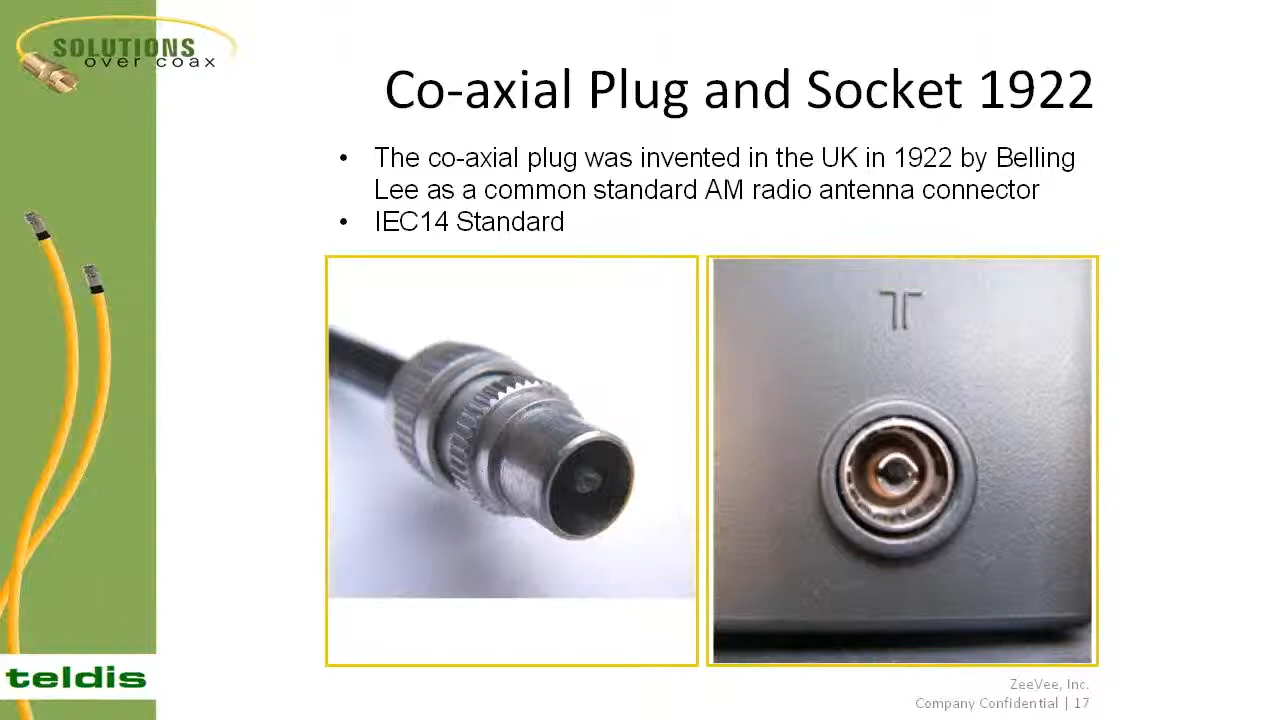 SOLUTIONS
over coax
Co-axial Plug and Socket 1922
• The co-axial plug was invented in the UK in 1922 by Belling
Lee as a common standard AM radio antenna connector
• IEC14 Standard
teldis
ZeeVee, Inc.
Company Confidential | 17